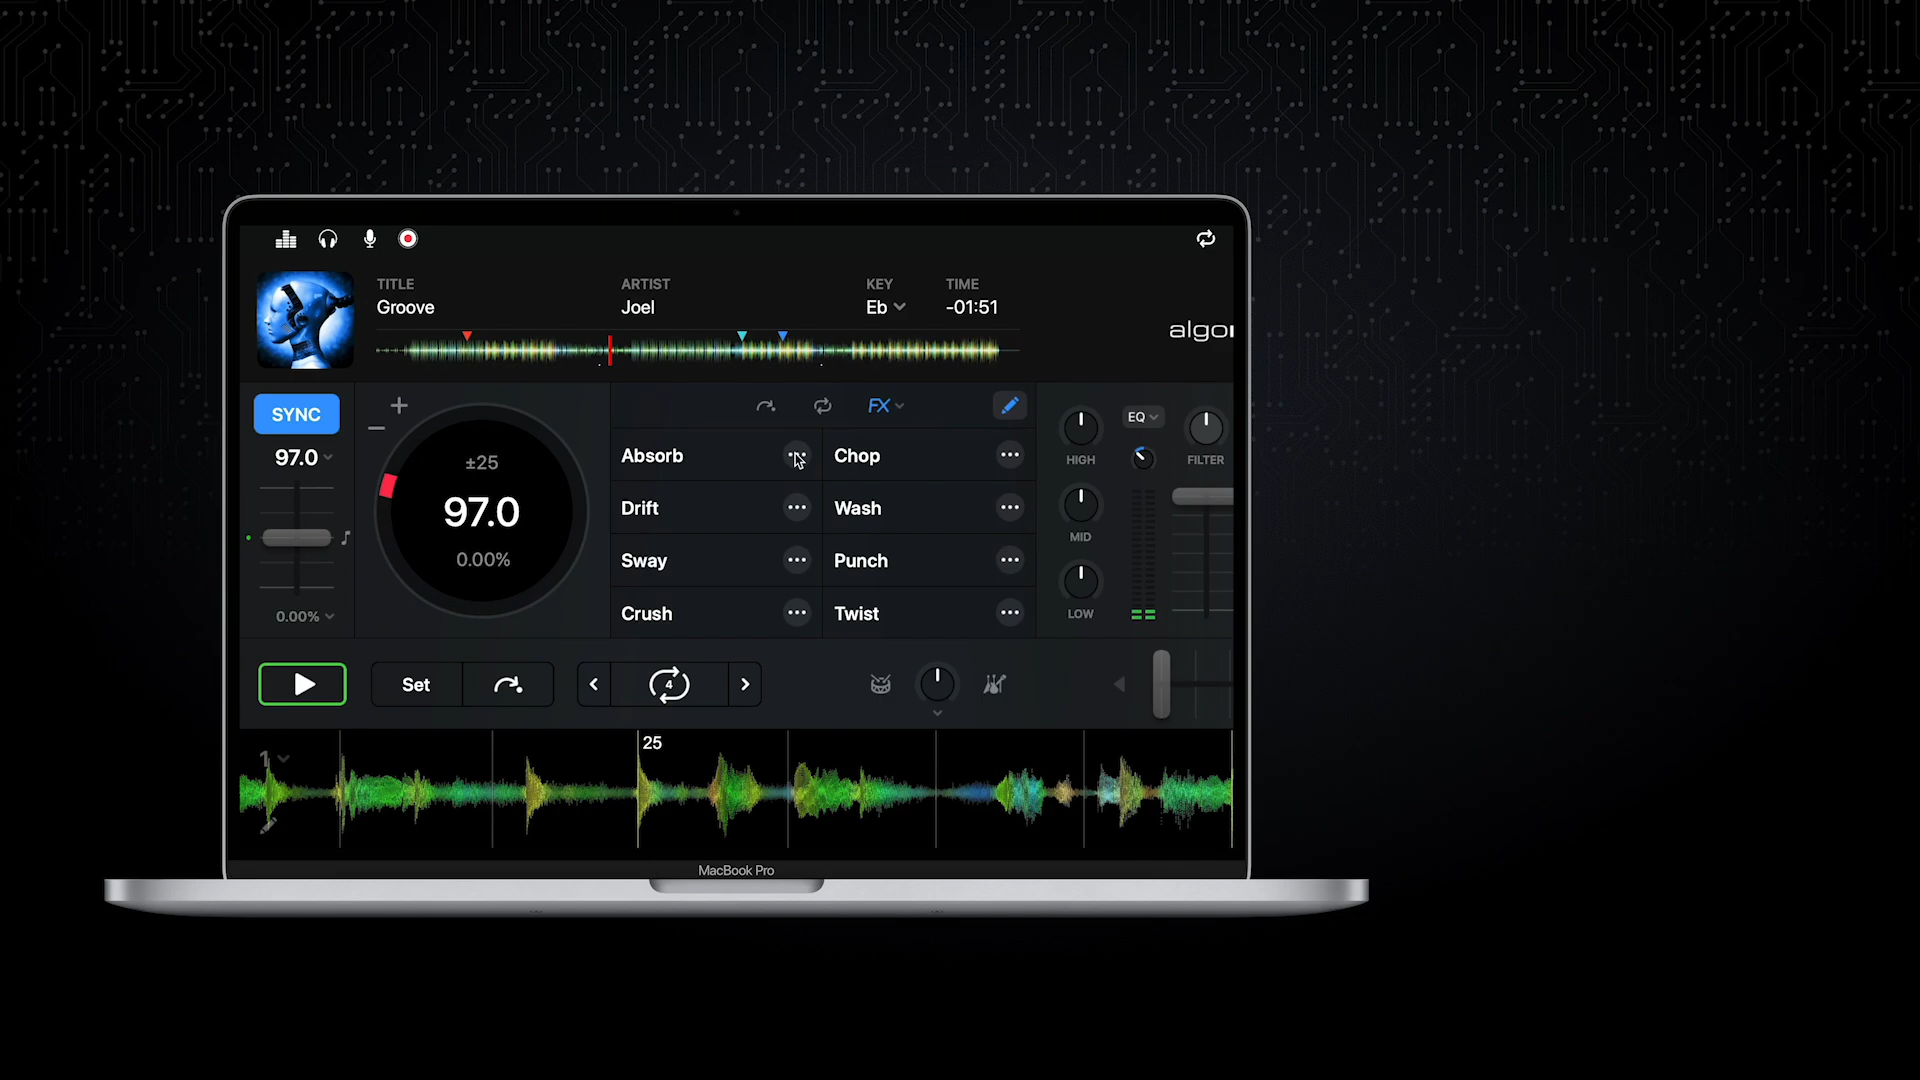 TITLE
Groove
ARTIST
Joel
KEY
Eb
TIME
-01:51
algor
SYNC
97.0
0.00%
±25
97.0
0.00%
FX
Absorb
Chop
Drift
Wash
Sway
Punch
Crush
Twist
HIGH
EQ
FILTER
MID
LOW
Set
4
1
25
MacBook Pro